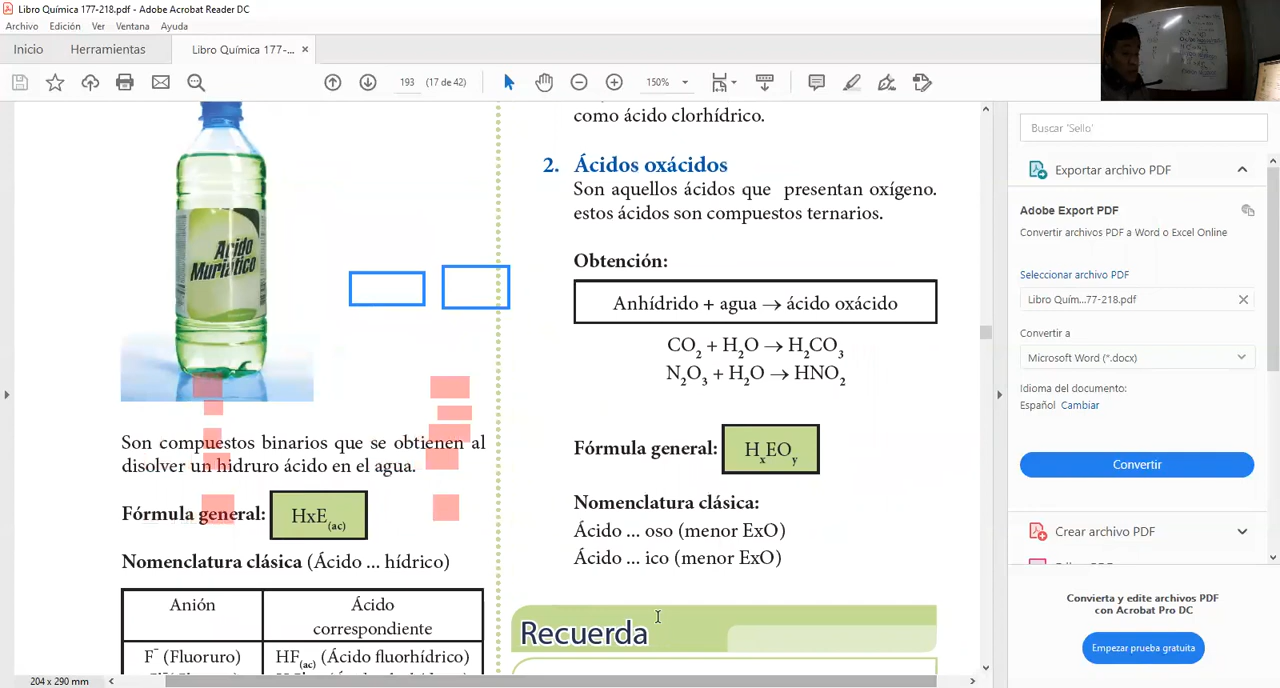 Libro Química 177-218.pdf - Adobe Acrobat Reader DC
Archivo Edición Ver Ventana Ayuda
Inicio Herramientas Libro Química 177-... ×
193 (17 de 42) 150%
Ácido
Muriático
Son compuestos binarios que se obtienen al
disolver un hidruro ácido en el agua.
Fórmula general: HxE(ac)
Nomenclatura clásica (Ácido ... hídrico)
Anión Ácido
correspondiente
F⁻ (Fluoruro) HF(ac) (Ácido fluorhídrico)
como ácido clorhídrico.
2. Ácidos oxácidos
Son aquellos ácidos que presentan oxígeno.
estos ácidos son compuestos ternarios.
Obtención:
Anhídrido + agua → ácido oxácido
CO₂ + H₂O → H₂CO₃
N₂O₃ + H₂O → HNO₂
Fórmula general: HₓEOᵧ
Nomenclatura clásica:
Ácido ... oso (menor ExO)
Ácido ... ico (menor ExO)
Recuerda
Buscar 'Sello'
Exportar archivo PDF
Adobe Export PDF
Convertir archivos PDF a Word o Excel Online
Seleccionar archivo PDF
Libro Quím...77-218.pdf
Convertir a
Microsoft Word (*.docx)
Idioma del documento:
Español Cambiar
Convertir
Crear archivo PDF
Convierta y edite archivos PDF
con Acrobat Pro DC
Empezar prueba gratuita
204 x 290 mm